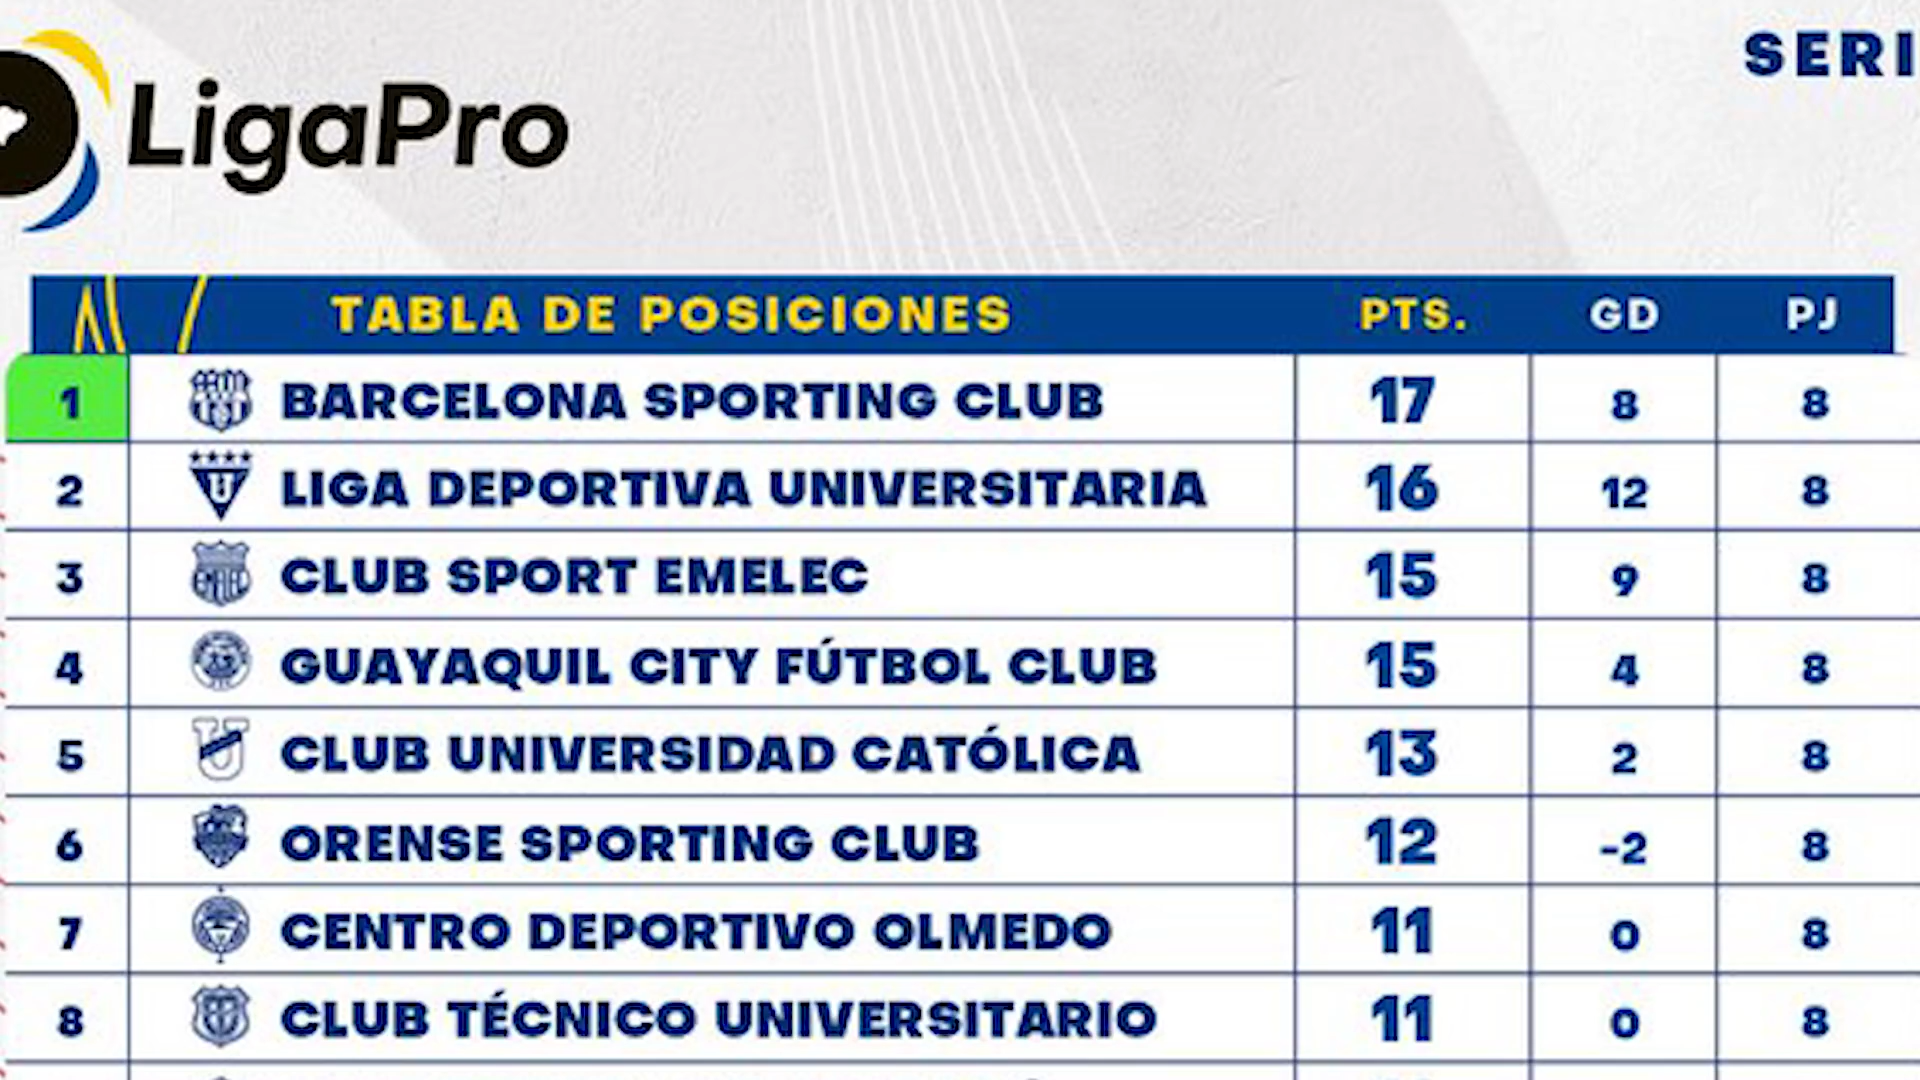 SERI
LigaPro
TABLA DE POSICIONES PTS. GD PJ
1 BARCELONA SPORTING CLUB 17 8 8
2 LIGA DEPORTIVA UNIVERSITARIA 16 12 8
3 CLUB SPORT EMELEC 15 9 8
4 GUAYAQUIL CITY FÚTBOL CLUB 15 4 8
5 CLUB UNIVERSIDAD CATÓLICA 13 2 8
6 ORENSE SPORTING CLUB 12 -2 8
7 CENTRO DEPORTIVO OLMEDO 11 0 8
8 CLUB TÉCNICO UNIVERSITARIO 11 0 8